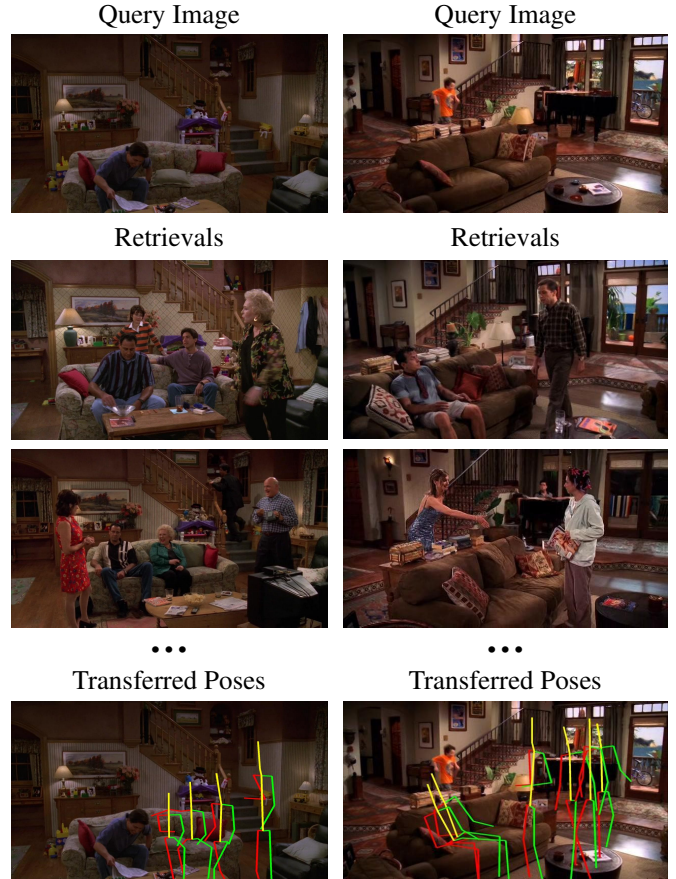 Query Image
Query Image
Retrievals
Retrievals
...
...
Transferred Poses
Transferred Poses